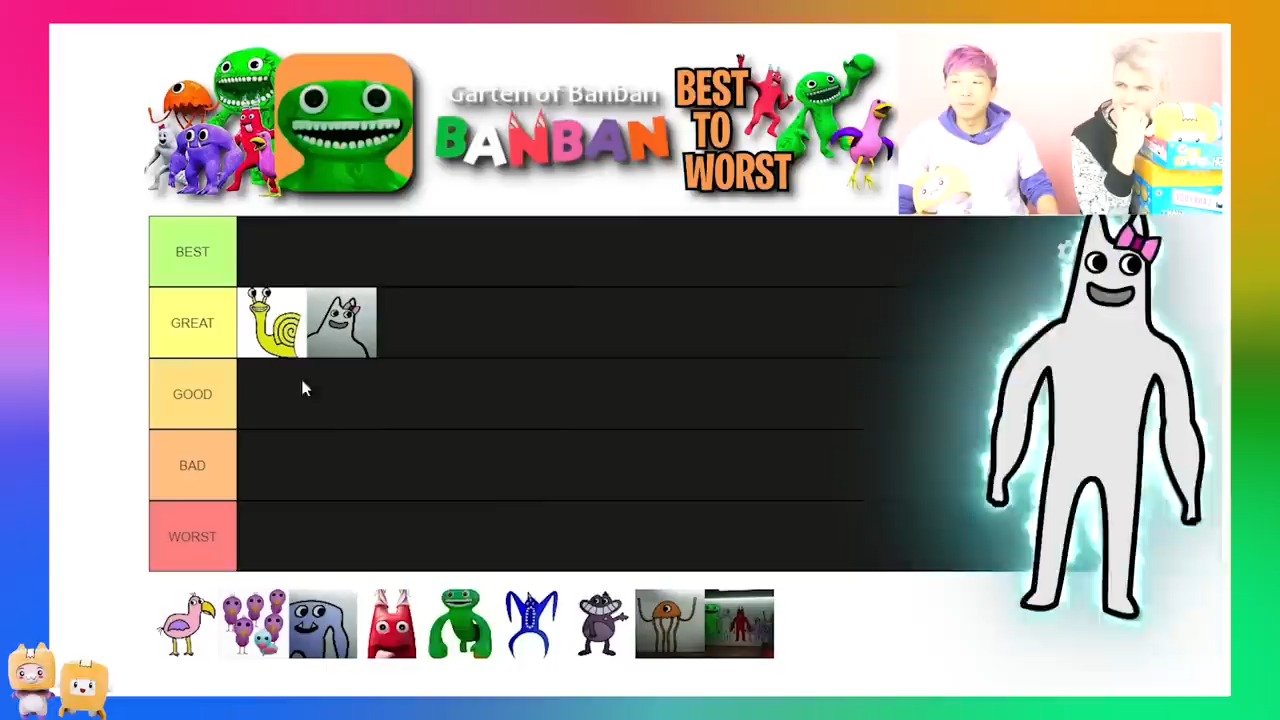 Garten of Banban
BANBAN
BEST
TO
WORST
BEST
GREAT
GOOD
BAD
WORST